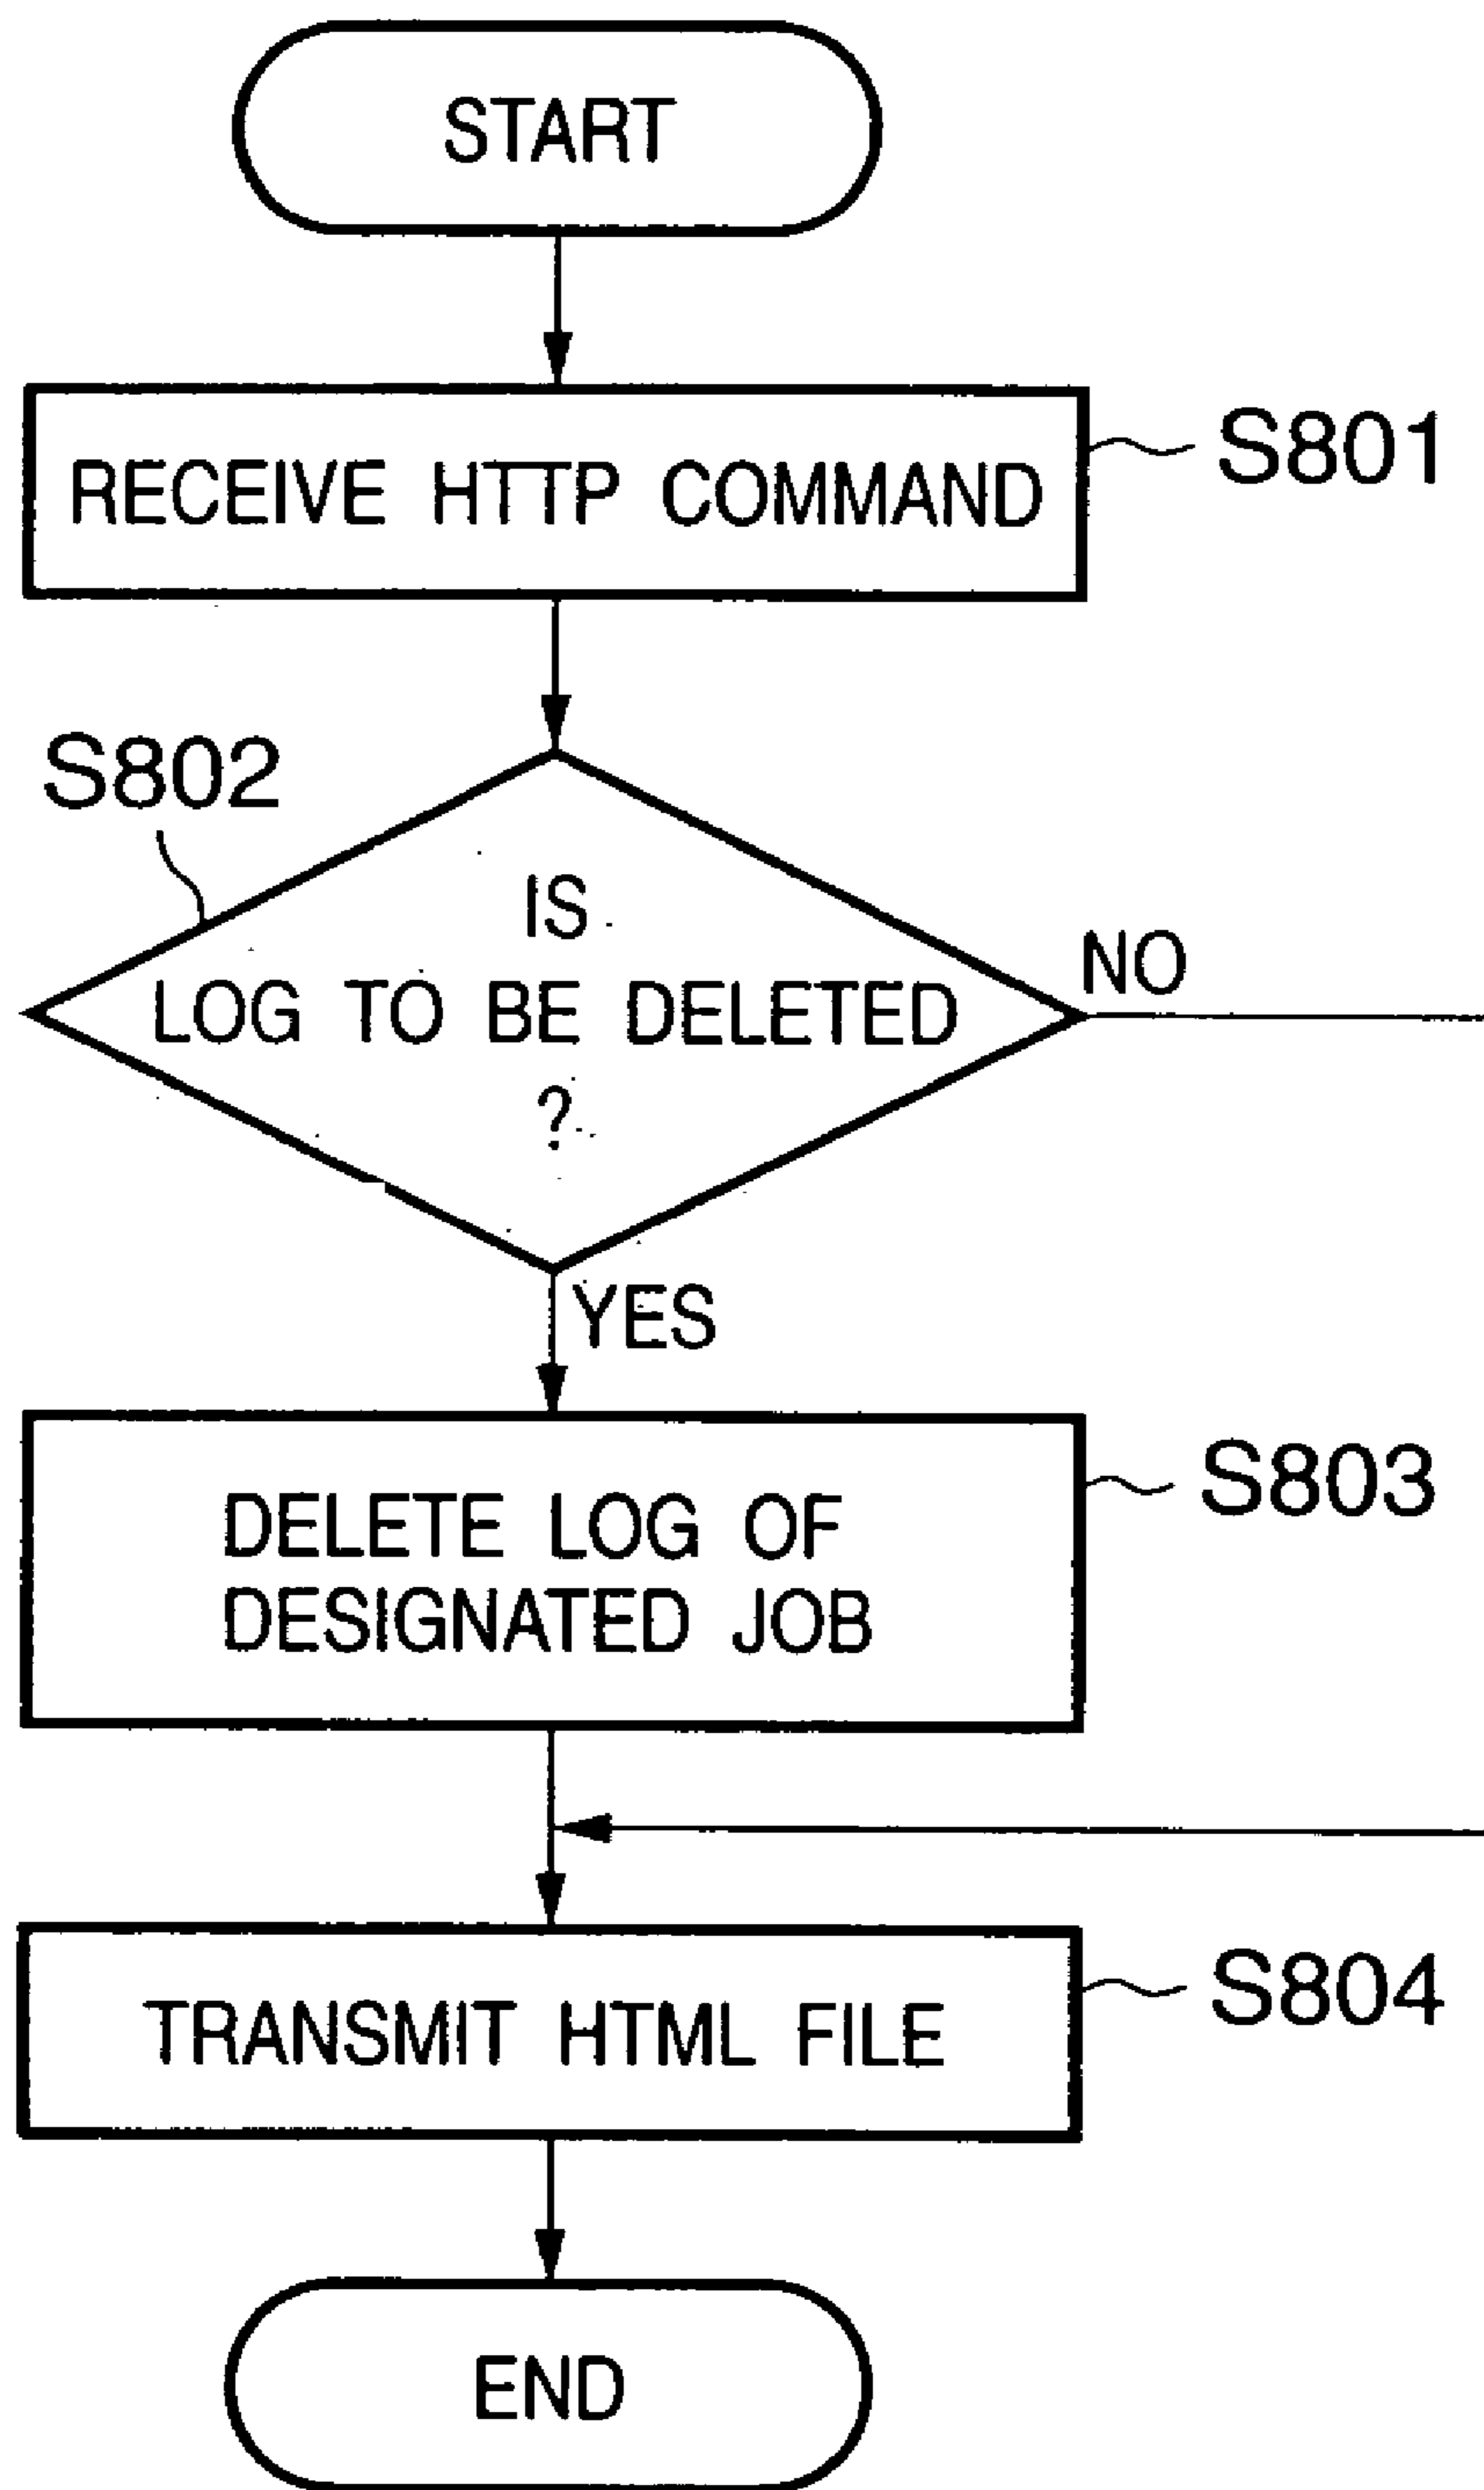 START
RECEIVE HTTP COMMAND
S801
S802
IS
LOG TO BE DELETED
?
NO
YES
DELETE LOG OF
DESIGNATED JOB
S803
TRANSMIT HTML FILE
S804
END